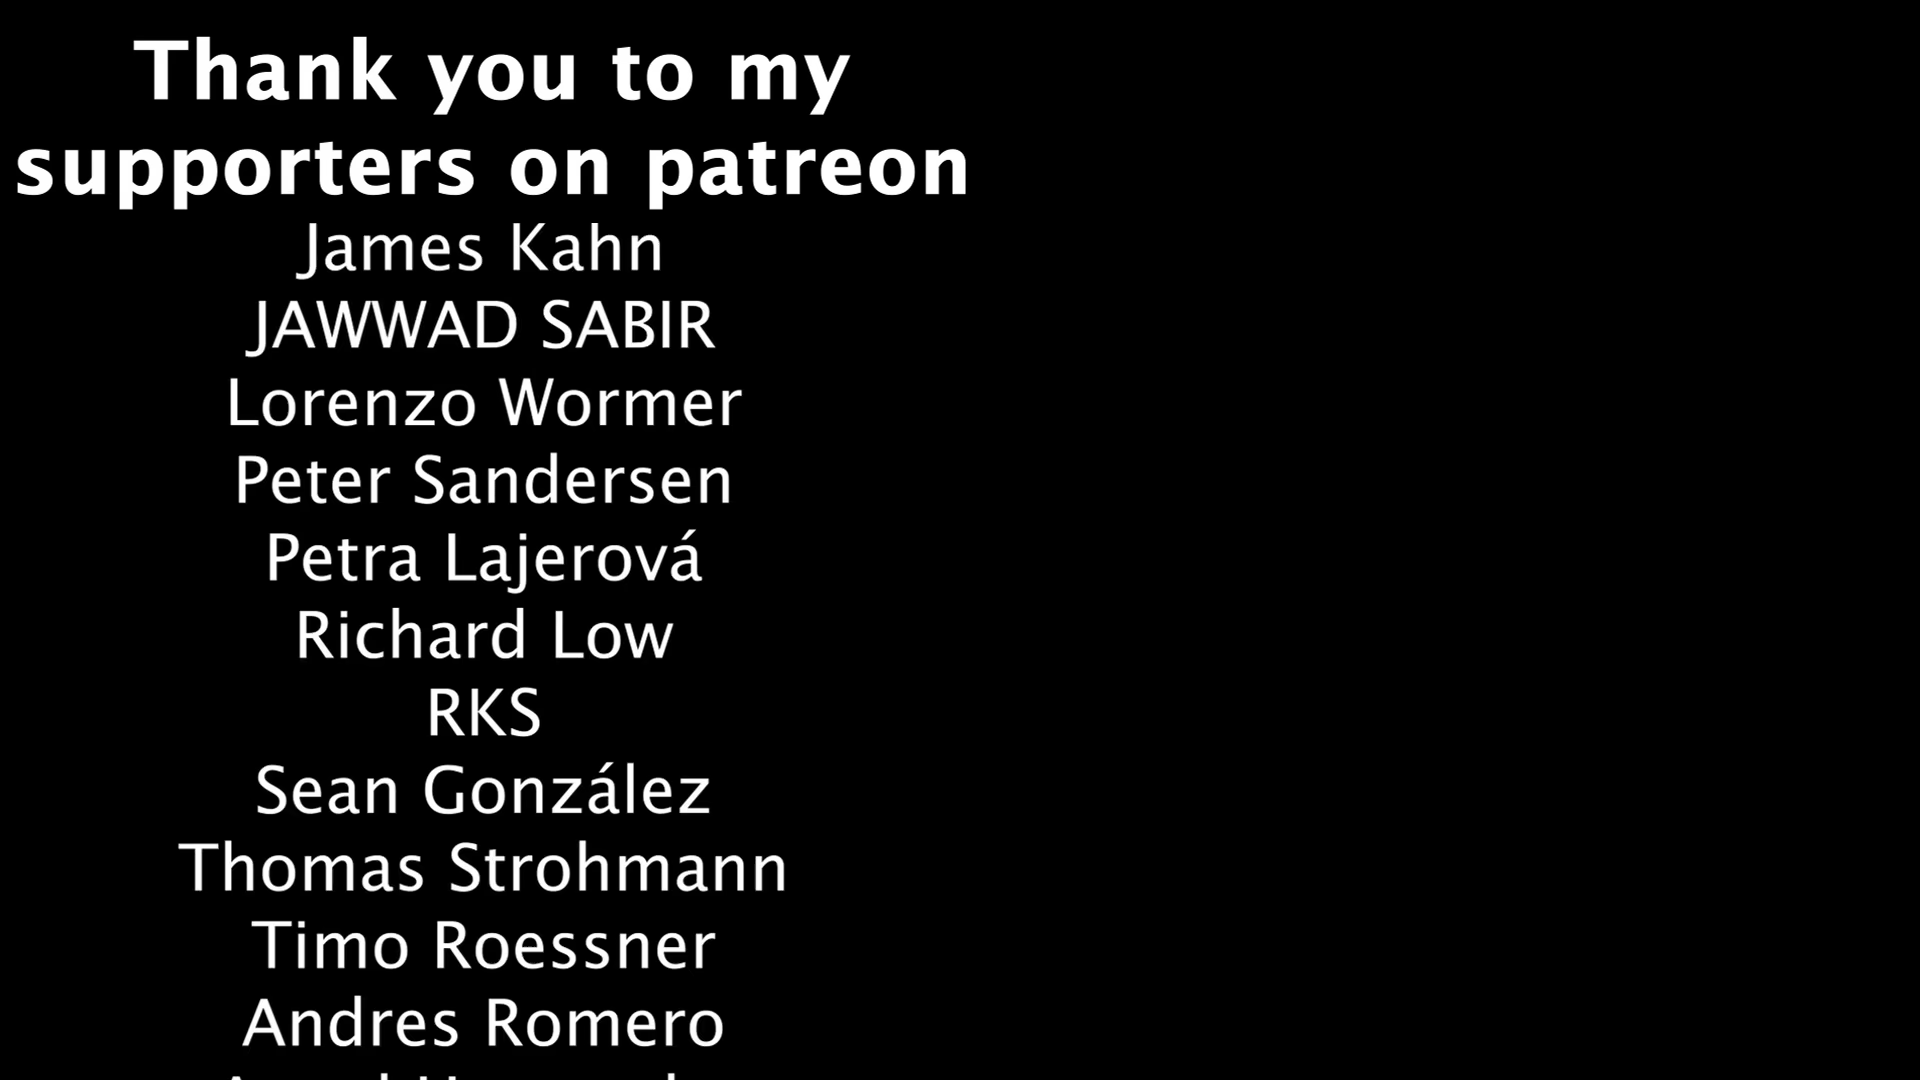 Thank you to my
supporters on patreon
James Kahn
JAWWAD SABIR
Lorenzo Wormer
Peter Sandersen
Petra Lajerová
Richard Low
RKS
Sean González
Thomas Strohmann
Timo Roessner
Andres Romero